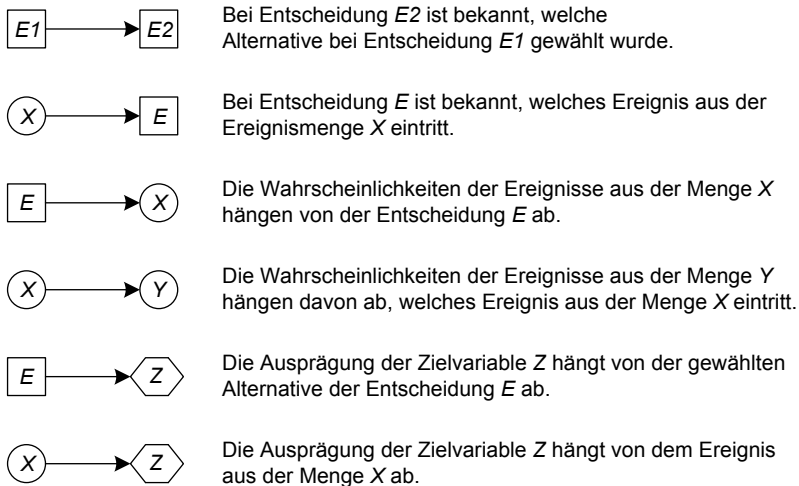 E1 E2 Bei Entscheidung E2 ist bekannt, welche
Alternative bei Entscheidung E1 gewählt wurde.
X E Bei Entscheidung E ist bekannt, welches Ereignis aus der
Ereignismenge X eintritt.
E X Die Wahrscheinlichkeiten der Ereignisse aus der Menge X
hängen von der Entscheidung E ab.
X Y Die Wahrscheinlichkeiten der Ereignisse aus der Menge Y
hängen davon ab, welches Ereignis aus der Menge X eintritt.
E Z Die Ausprägung der Zielvariable Z hängt von der gewählten
Alternative der Entscheidung E ab.
X Z Die Ausprägung der Zielvariable Z hängt von dem Ereignis
aus der Menge X ab.